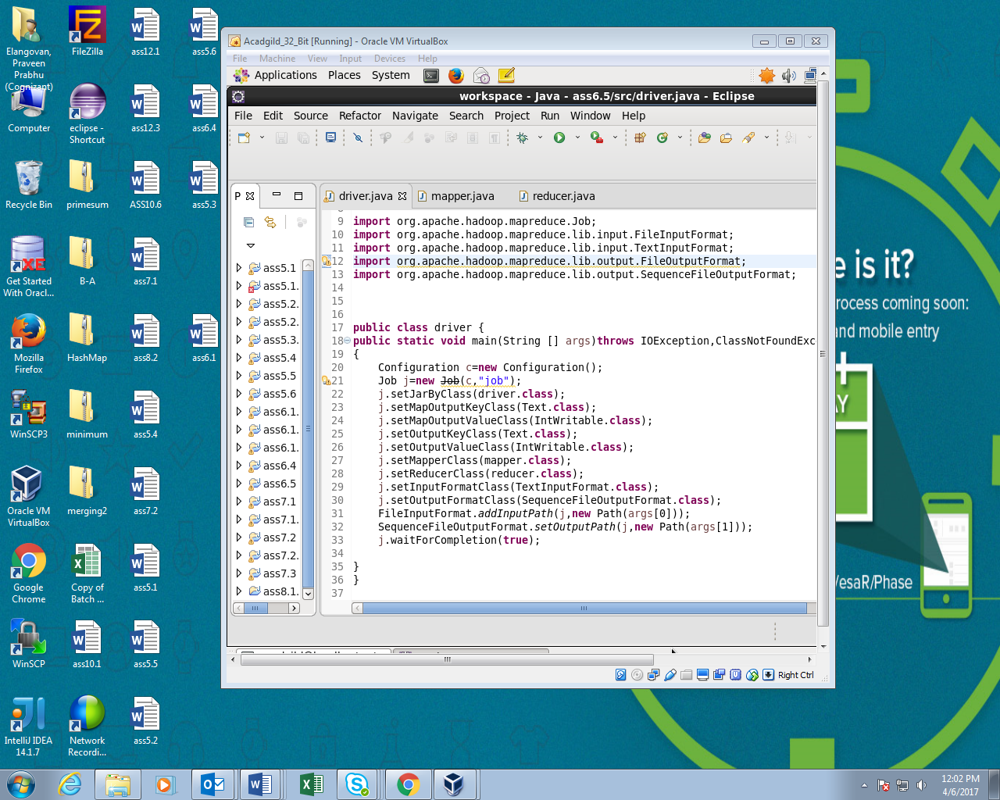 Elangovan,
Praveen
Prabhu
(Cognizant)
FileZilla
ass12.1
ass5.6
Computer
eclipse -
Shortcut
ass12.3
ass6.4
Recycle Bin
primesum
ASS10.6
ass5.3
Get Started
With Oracl...
B-A
ass7.1
Mozilla
Firefox
HashMap
ass8.2
ass6.1
WinSCP3
minimum
ass5.4
Oracle VM
VirtualBox
merging2
ass7.2
Google
Chrome
Copy of
Batch ...
ass5.1
WinSCP
ass10.1
ass5.5
IntelliJ IDEA
14.1.7
Network
Recordi...
ass5.2
Acadgild_32_Bit [Running] - Oracle VM VirtualBox
File Machine View Input Devices Help
Applications Places System
workspace - Java - ass6.5/src/driver.java - Eclipse
File Edit Source Refactor Navigate Search Project Run Window Help
P
driver.java mapper.java reducer.java
ass5.1
ass5.1.
ass5.2.
ass5.2.
ass5.3.
ass5.4
ass5.5
ass5.6
ass6.1.
ass6.1.
ass6.1.
ass6.4
ass6.5
ass7.1
ass7.1.
ass7.2
ass7.2.
ass7.3
ass8.1.
9 import org.apache.hadoop.mapreduce.Job;
10 import org.apache.hadoop.mapreduce.lib.input.FileInputFormat;
11 import org.apache.hadoop.mapreduce.lib.input.TextInputFormat;
12 import org.apache.hadoop.mapreduce.lib.output.FileOutputFormat;
13 import org.apache.hadoop.mapreduce.lib.output.SequenceFileOutputFormat;
14
15
16
17 public class driver {
18 public static void main(String [] args)throws IOException,ClassNotFoundExc
19 {
20 Configuration c=new Configuration();
21 Job j=new Job(c,"job");
22 j.setJarByClass(driver.class);
23 j.setMapOutputKeyClass(Text.class);
24 j.setMapOutputValueClass(IntWritable.class);
25 j.setOutputKeyClass(Text.class);
26 j.setOutputValueClass(IntWritable.class);
27 j.setMapperClass(mapper.class);
28 j.setReducerClass(reducer.class);
29 j.setInputFormatClass(TextInputFormat.class);
30 j.setOutputFormatClass(SequenceFileOutputFormat.class);
31 FileInputFormat.addInputPath(j,new Path(args[0]));
32 SequenceFileOutputFormat.setOutputPath(j,new Path(args[1]));
33 j.waitForCompletion(true);
34
35 }
36 }
37
Right Ctrl
e is it?
process coming soon:
and mobile entry
AY
/esaR/Phase
12:02 PM
4/6/2017